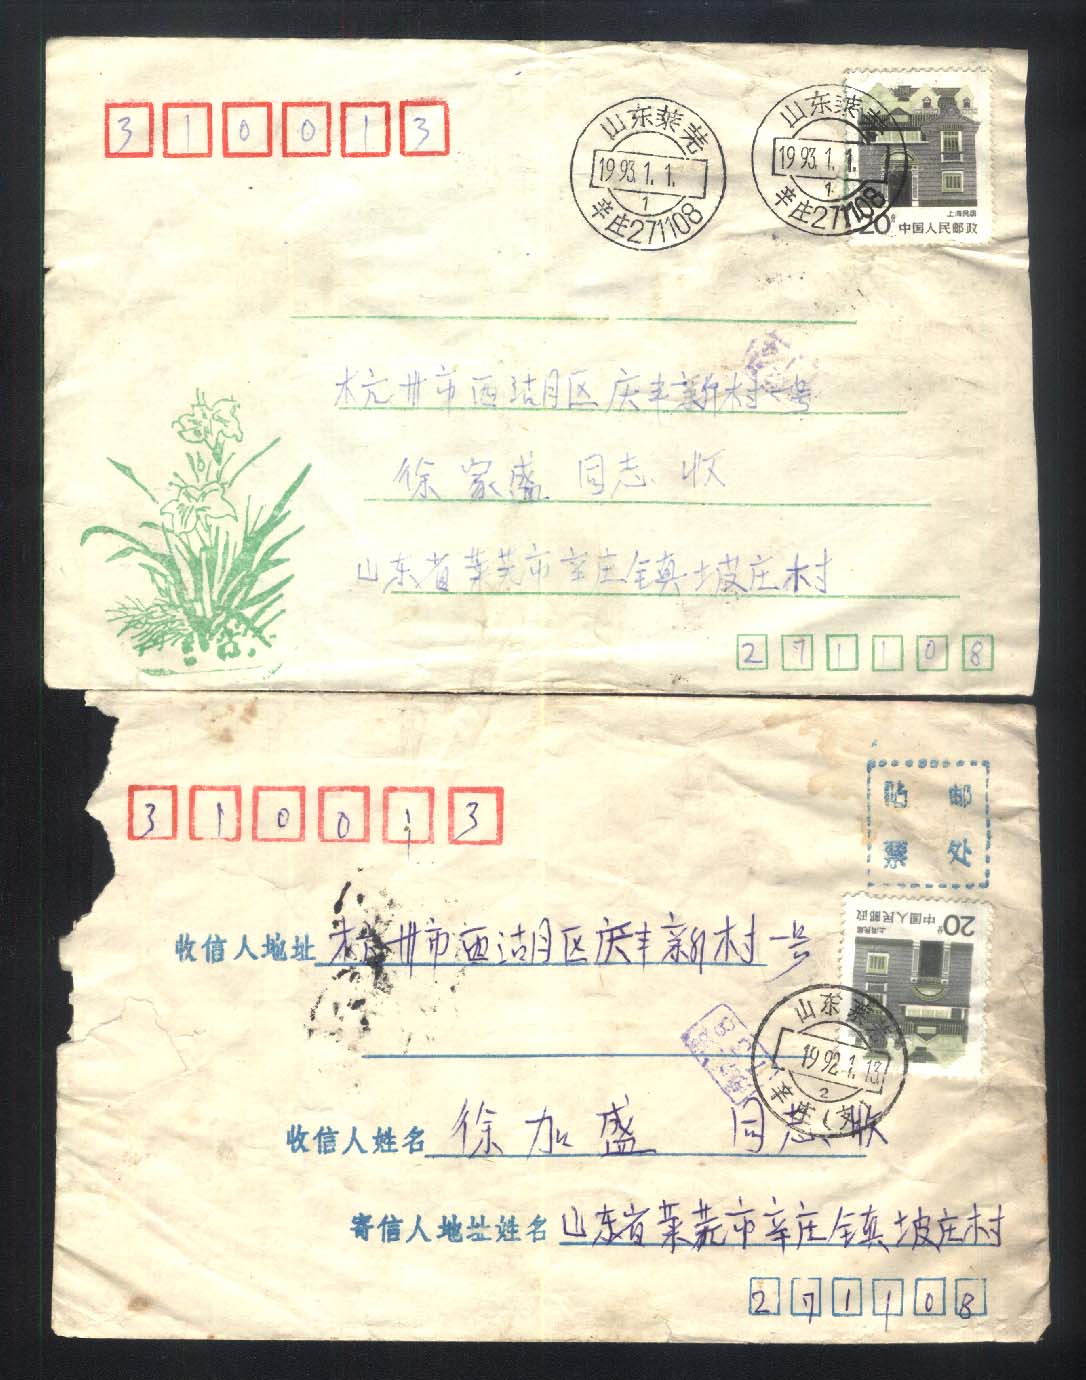 310013
山东莱芜
1993.1.1.
1
辛庄271108
山东莱芜
1993.1.1.
1
辛庄271108
上海民居
20分 中国人民邮政
杭州市西湖区庆丰新村一号
徐家盛 同志 收
山东省莱芜市辛庄镇坡庄村
271108
310013
贴邮
票处
20分 中国人民邮政
上海民居
收信人地址 杭州市西湖区庆丰新村一号
山东莱芜
1992.1.13
2
辛庄(支)
收信人姓名 徐加盛 同志 收
寄信人地址姓名 山东省莱芜市辛庄镇坡庄村
271108